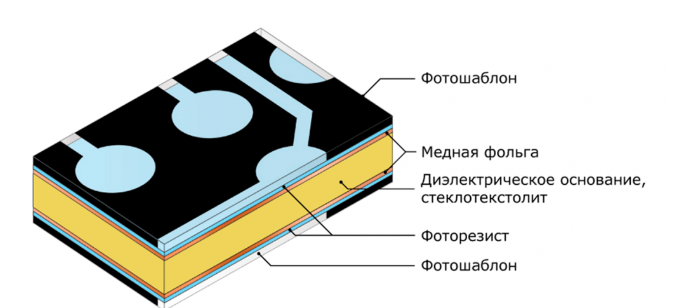 Фотошаблон
Медная фольга
Диэлектрическое основание,
стеклотекстолит
Фоторезист
Фотошаблон